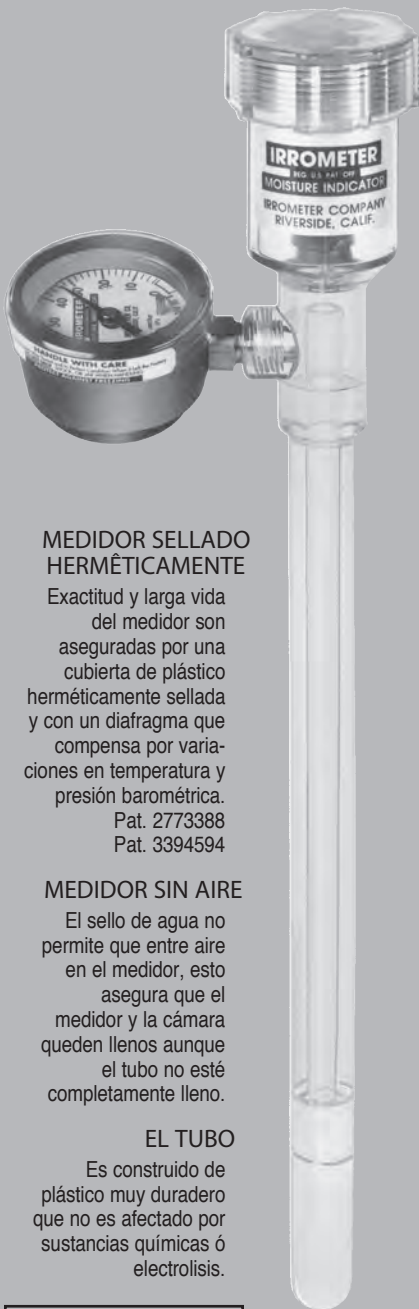 IRROMETER
REG. U.S. PAT. OFF.
MOISTURE INDICATOR
IRROMETER COMPANY
RIVERSIDE, CALIF.
IRROMETER
HANDLE WITH CARE
MEDIDOR SELLADO
HERMÊTICAMENTE
Exactitud y larga vida
del medidor son
aseguradas por una
cubierta de plástico
herméticamente sellada
y con un diafragma que
compensa por varia-
ciones en temperatura y
presión barométrica.
Pat. 2773388
Pat. 3394594
MEDIDOR SIN AIRE
El sello de agua no
permite que entre aire
en el medidor, esto
asegura que el
medidor y la cámara
queden llenos aunque
el tubo no esté
completamente lleno.
EL TUBO
Es construido de
plástico muy duradero
que no es afectado por
sustancias químicas ó
electrolisis.